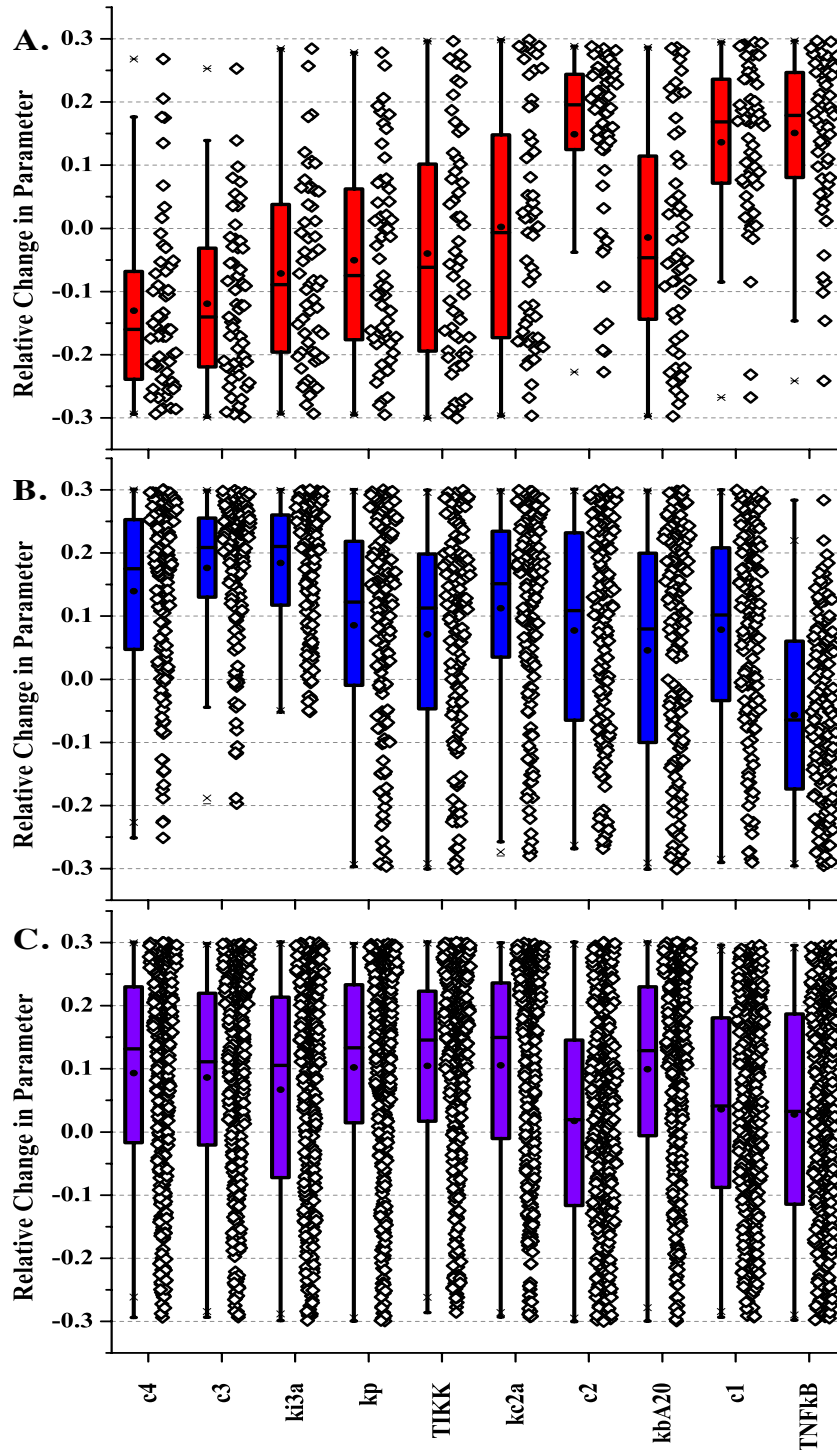 A.
Relative Change in Parameter
0.3
0.2
0.1
0.0
-0.1
-0.2
-0.3
B.
Relative Change in Parameter
0.3
0.2
0.1
0.0
-0.1
-0.2
-0.3
C.
Relative Change in Parameter
0.3
0.2
0.1
0.0
-0.1
-0.2
-0.3
c4
c3
ki3a
kp
TIKK
kc2a
c2
kbA20
c1
TNFkB